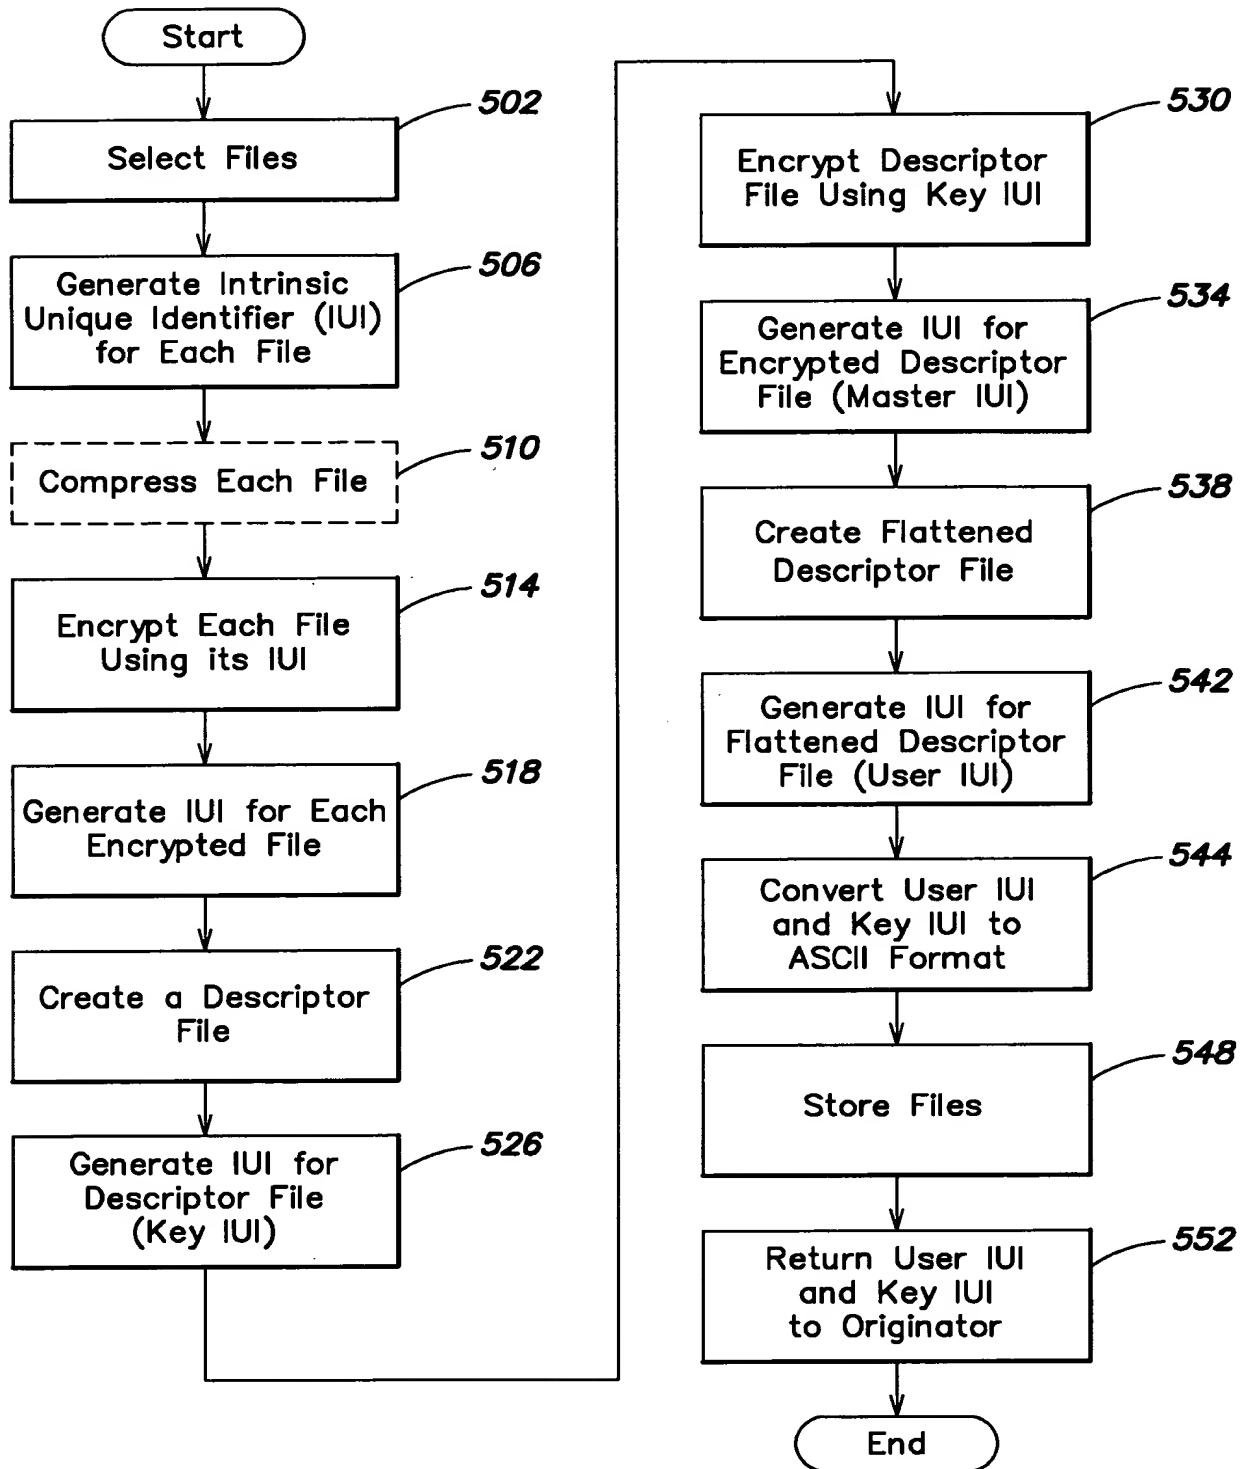 Start
502
Select Files
506
Generate Intrinsic
Unique Identifier (IUI)
for Each File
510
Compress Each File
514
Encrypt Each File
Using its IUI
518
Generate IUI for Each
Encrypted File
522
Create a Descriptor
File
526
Generate IUI for
Descriptor File
(Key IUI)
530
Encrypt Descriptor
File Using Key IUI
534
Generate IUI for
Encrypted Descriptor
File (Master IUI)
538
Create Flattened
Descriptor File
542
Generate IUI for
Flattened Descriptor
File (User IUI)
544
Convert User IUI
and Key IUI to
ASCII Format
548
Store Files
552
Return User IUI
and Key IUI
to Originator
End